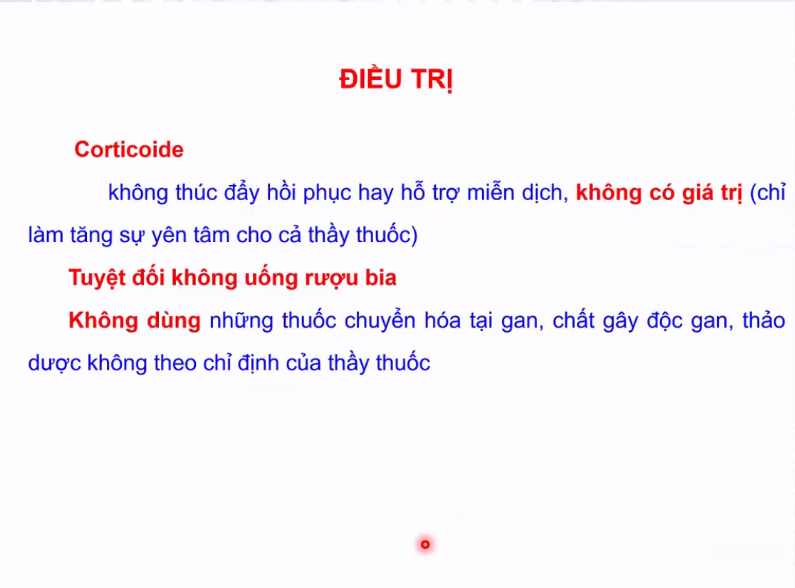 ĐIỀU TRỊ
Corticoide
không thúc đẩy hồi phục hay hỗ trợ miễn dịch, không có giá trị (chỉ
làm tăng sự yên tâm cho cả thầy thuốc)
Tuyệt đối không uống rượu bia
Không dùng những thuốc chuyển hóa tại gan, chất gây độc gan, thảo
dược không theo chỉ định của thầy thuốc